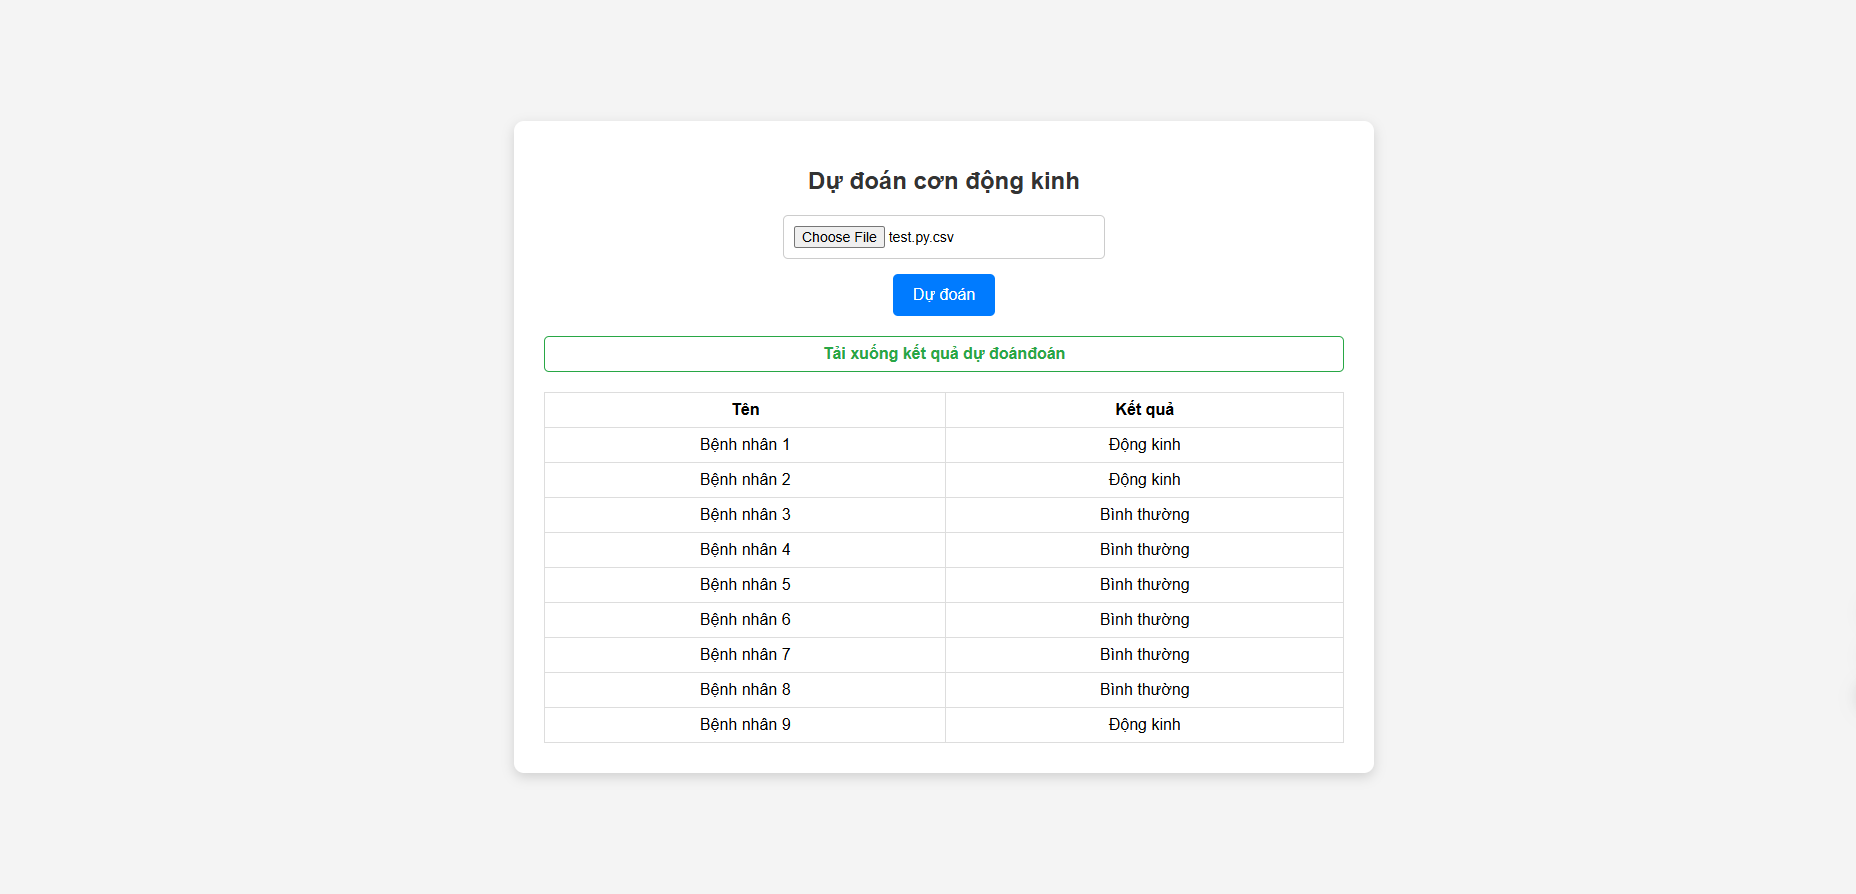 Dự đoán cơn động kinh
Choose File test.py.csv
Dự đoán
Tải xuống kết quả dự đoánđoán
Tên Kết quả
Bệnh nhân 1 Động kinh
Bệnh nhân 2 Động kinh
Bệnh nhân 3 Bình thường
Bệnh nhân 4 Bình thường
Bệnh nhân 5 Bình thường
Bệnh nhân 6 Bình thường
Bệnh nhân 7 Bình thường
Bệnh nhân 8 Bình thường
Bệnh nhân 9 Động kinh